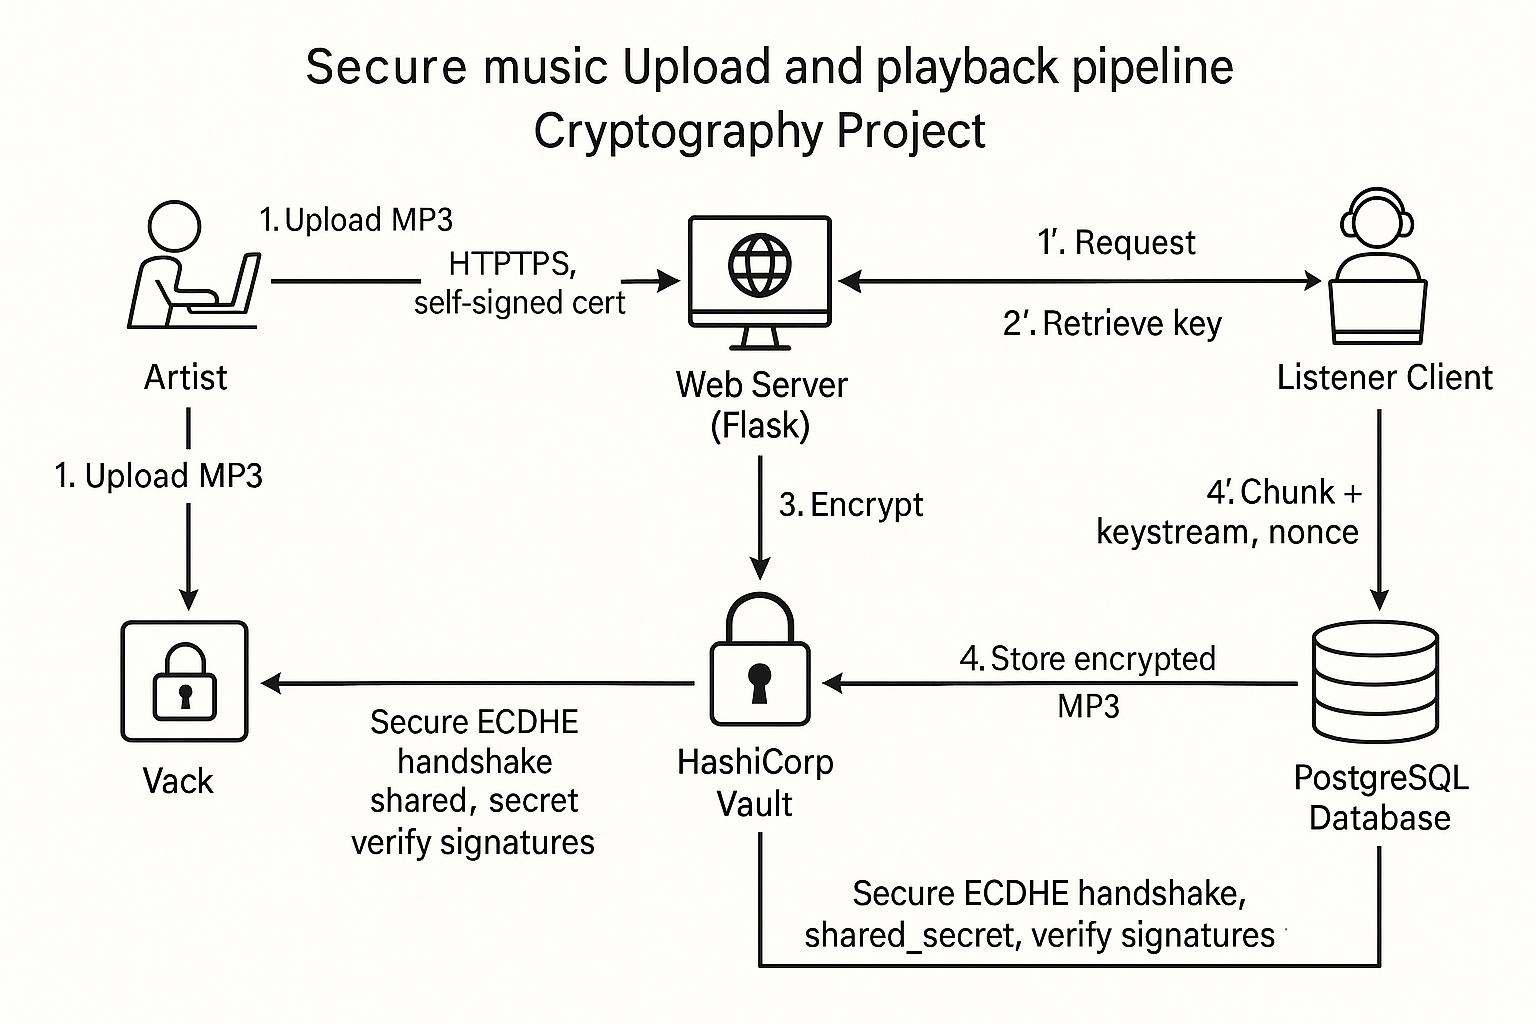 Secure music Upload and playback pipeline
Cryptography Project
1. Upload MP3
HTPTPS,
self-signed cert
1′. Request
2′. Retrieve key
Artist
Web Server
(Flask)
Listener Client
1. Upload MP3
3. Encrypt
4′. Chunk +
keystream, nonce
4. Store encrypted
MP3
Secure ECDHE
handshake
shared, secret
verify signatures
Vack
HashiCorp
Vault
PostgreSQL
Database
Secure ECDHE handshake,
shared_secret, verify signatures